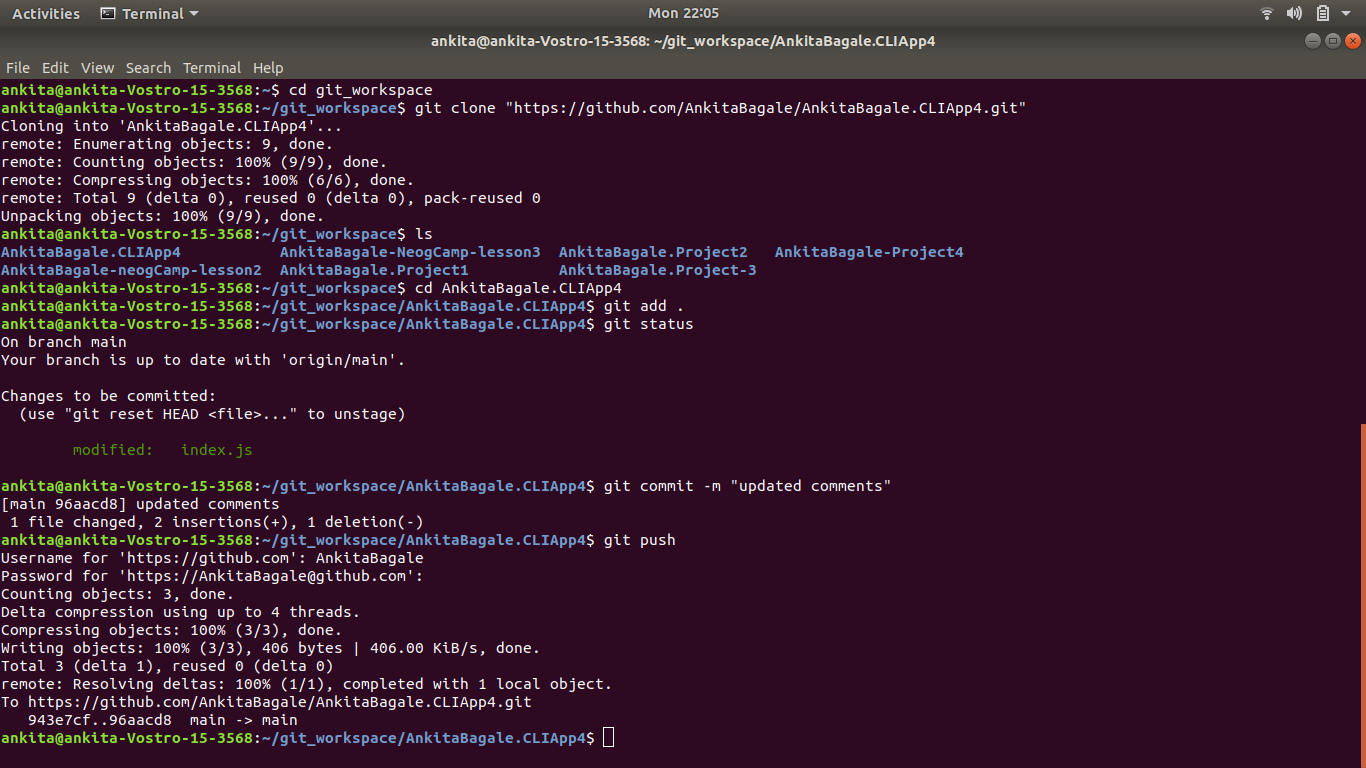 Activities Terminal Mon 22:05
ankita@ankita-Vostro-15-3568: ~/git_workspace/AnkitaBagale.CLIApp4
File Edit View Search Terminal Help
ankita@ankita-Vostro-15-3568:~$ cd git_workspace
ankita@ankita-Vostro-15-3568:~/git_workspace$ git clone "https://github.com/AnkitaBagale/AnkitaBagale.CLIApp4.git"
Cloning into 'AnkitaBagale.CLIApp4'...
remote: Enumerating objects: 9, done.
remote: Counting objects: 100% (9/9), done.
remote: Compressing objects: 100% (6/6), done.
remote: Total 9 (delta 0), reused 0 (delta 0), pack-reused 0
Unpacking objects: 100% (9/9), done.
ankita@ankita-Vostro-15-3568:~/git_workspace$ ls
AnkitaBagale.CLIApp4 AnkitaBagale-NeogCamp-lesson3 AnkitaBagale.Project2 AnkitaBagale-Project4
AnkitaBagale-neogCamp-lesson2 AnkitaBagale.Project1 AnkitaBagale.Project-3
ankita@ankita-Vostro-15-3568:~/git_workspace$ cd AnkitaBagale.CLIApp4
ankita@ankita-Vostro-15-3568:~/git_workspace/AnkitaBagale.CLIApp4$ git add .
ankita@ankita-Vostro-15-3568:~/git_workspace/AnkitaBagale.CLIApp4$ git status
On branch main
Your branch is up to date with 'origin/main'.
Changes to be committed:
(use "git reset HEAD <file>..." to unstage)
modified: index.js
ankita@ankita-Vostro-15-3568:~/git_workspace/AnkitaBagale.CLIApp4$ git commit -m "updated comments"
[main 96aacd8] updated comments
1 file changed, 2 insertions(+), 1 deletion(-)
ankita@ankita-Vostro-15-3568:~/git_workspace/AnkitaBagale.CLIApp4$ git push
Username for 'https://github.com': AnkitaBagale
Password for 'https://AnkitaBagale@github.com':
Counting objects: 3, done.
Delta compression using up to 4 threads.
Compressing objects: 100% (3/3), done.
Writing objects: 100% (3/3), 406 bytes | 406.00 KiB/s, done.
Total 3 (delta 1), reused 0 (delta 0)
remote: Resolving deltas: 100% (1/1), completed with 1 local object.
To https://github.com/AnkitaBagale/AnkitaBagale.CLIApp4.git
943e7cf..96aacd8 main -> main
ankita@ankita-Vostro-15-3568:~/git_workspace/AnkitaBagale.CLIApp4$